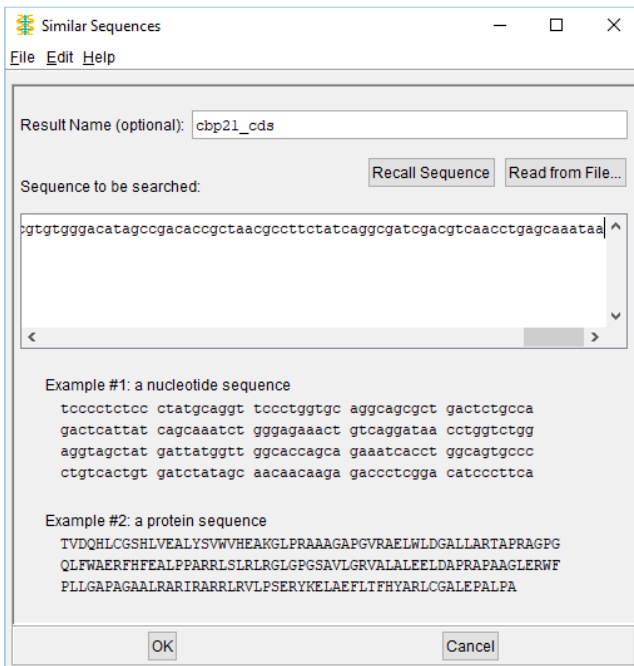 Similar Sequences
File Edit Help
Result Name (optional): cbp21_cds
Recall Sequence Read from File...
Sequence to be searched:
cgtgtgggacatagccgacaccgctaacgccttctatcaggcgatcgacgtcaacctgagcaaataa
Example #1: a nucleotide sequence
tcccctctcc ctatgcaggt tccctggtgc aggcagcgct gactctgcca
gactcattat cagcaaatct gggagaaact gtcaggataa cctggtctgg
aggtagctat gattatggtt ggcaccagca gaaatcacct ggcagtgccc
ctgtcactgt gatctatagc aacaacaaga gaccctcgga catcccttca
Example #2: a protein sequence
TVDQHLCGSHLVEALYSVWVHEAKGLPRAAAGAPGVRAELWLDGALLARTAPRAGPG
QLFWAERFHFEALPPARRLSLRLRGLGPGSAVLGRVALALEELDAPRAPAAGLERWF
PLLGAPAGAALRARIRARRLRVLPSERYKELAEFLTFHYARLCGALEPALPA
OK Cancel